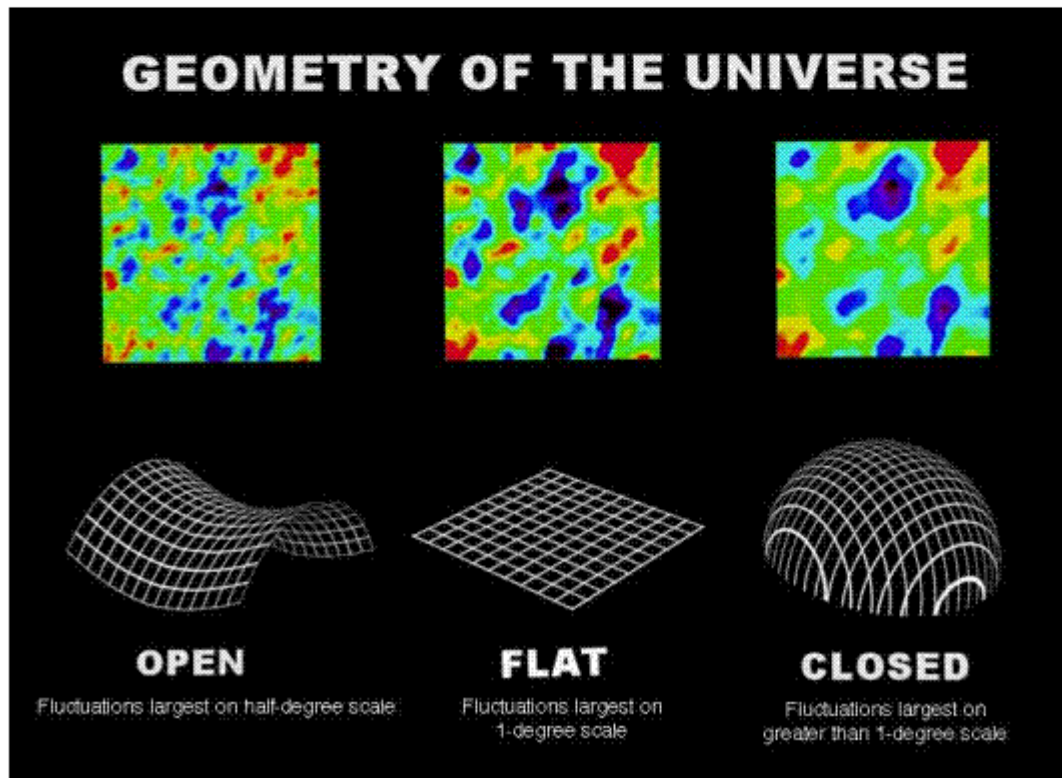 GEOMETRY OF THE UNIVERSE
OPEN
Fluctuations largest on half-degree scale
FLAT
Fluctuations largest on
1-degree scale
CLOSED
Fluctuations largest on
greater than 1-degree scale